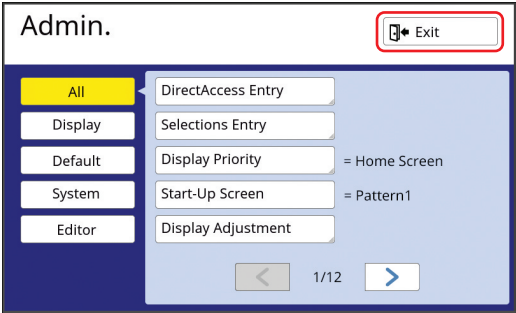 Admin.
Exit
All
DirectAccess Entry
Display
Selections Entry
Default
Display Priority = Home Screen
System
Start-Up Screen = Pattern1
Editor
Display Adjustment
1/12